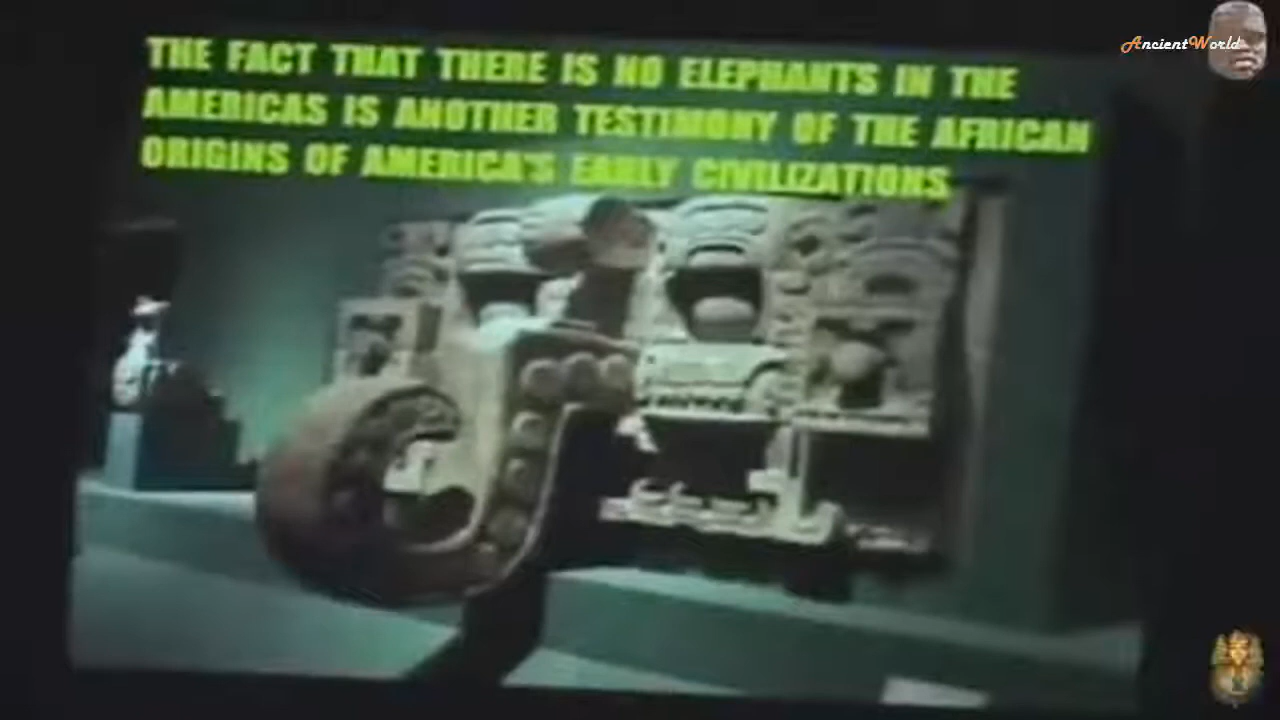 AncientWorld
THE FACT THAT THERE IS NO ELEPHANTS IN THE
AMERICAS IS ANOTHER TESTIMONY OF THE AFRICAN
ORIGINS OF AMERICA'S EARLY CIVILIZATIONS